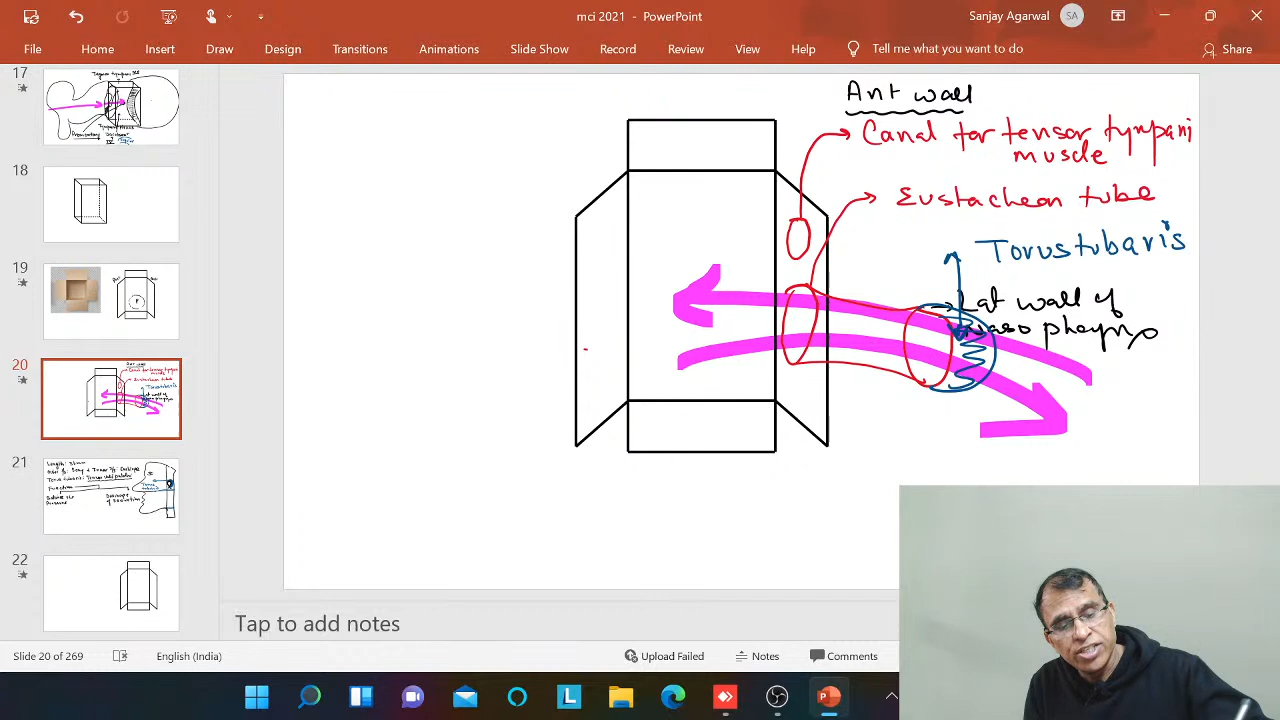 mci 2021 - PowerPoint
Sanjay Agarwal
SA
File Home Insert Draw Design Transitions Animations Slide Show Record Review View Help Tell me what you want to do Share
17
18
19
20
21
22
Ant wall
Canal for tensor tympani
muscle
Eustachean tube
Torustubaris
Lat wall of
naso pharynx
Tap to add notes
Slide 20 of 269
English (India)
Upload Failed
Notes
Comments